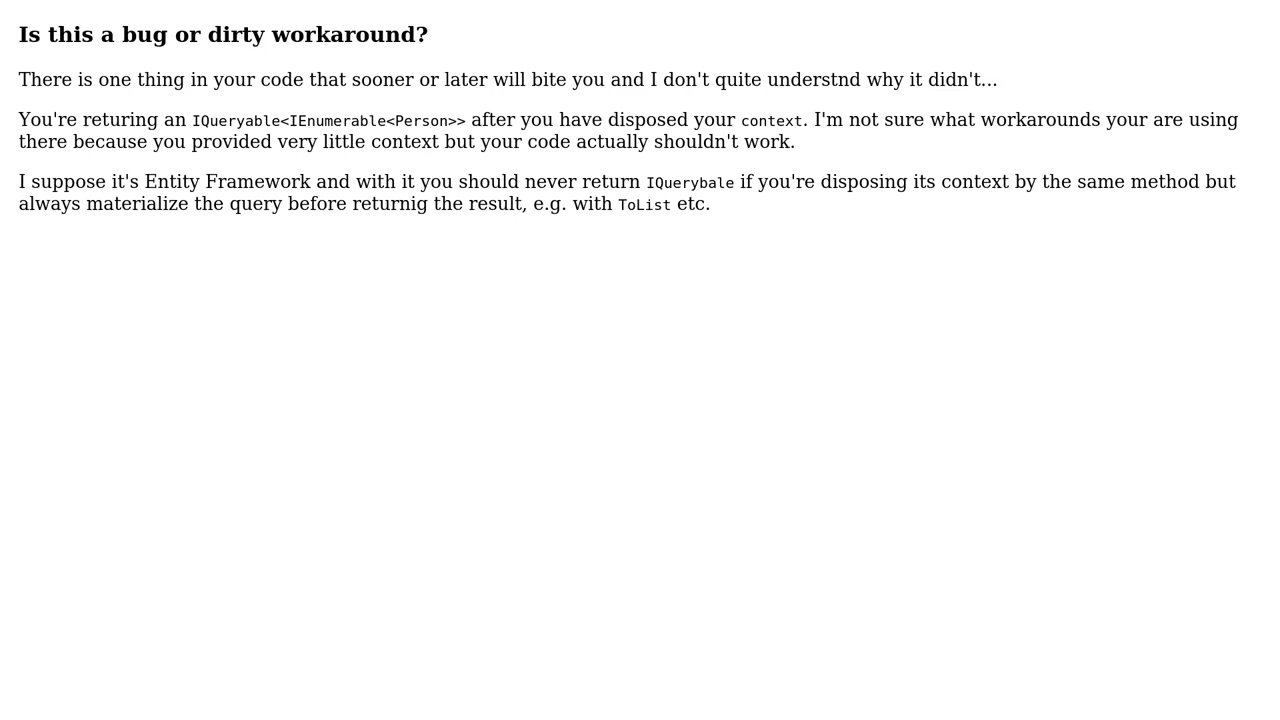 Is this a bug or dirty workaround?
There is one thing in your code that sooner or later will bite you and I don't quite understnd why it didn't...
You're returing an IQueryable<IEnumerable<Person>> after you have disposed your context. I'm not sure what workarounds your are using
there because you provided very little context but your code actually shouldn't work.
I suppose it's Entity Framework and with it you should never return IQuerybale if you're disposing its context by the same method but
always materialize the query before returnig the result, e.g. with ToList etc.